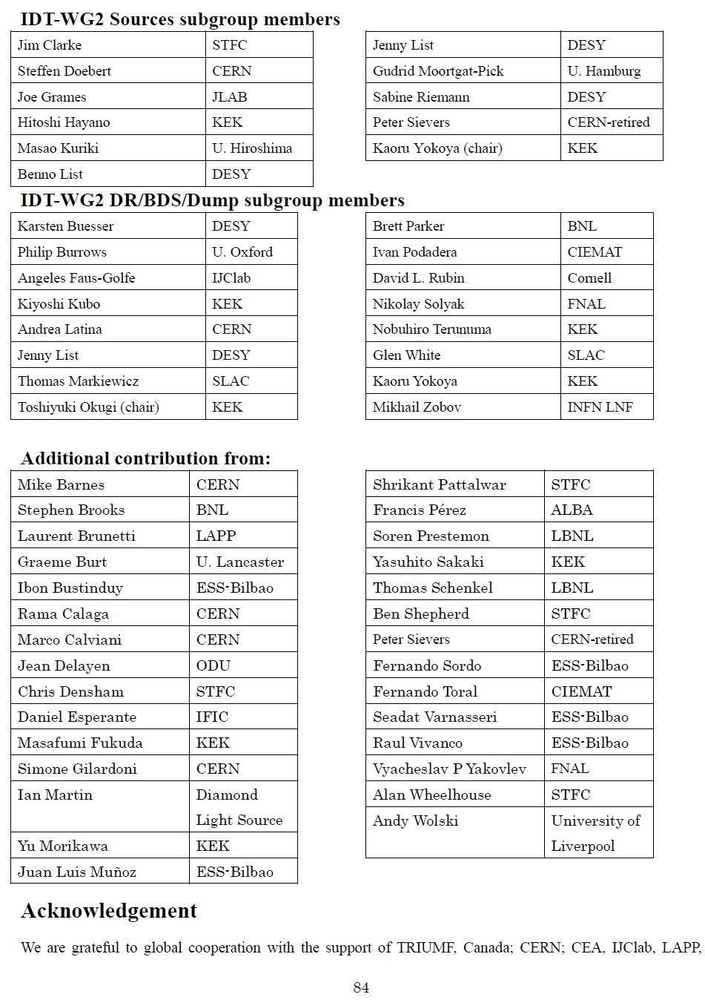 IDT-WG2 Sources subgroup members
Jim Clarke STFC
Steffen Doebert CERN
Joe Grames JLAB
Hitoshi Hayano KEK
Masao Kuriki U. Hiroshima
Benno List DESY
Jenny List DESY
Gudrid Moortgat-Pick U. Hamburg
Sabine Riemann DESY
Peter Sievers CERN-retired
Kaoru Yokoya (chair) KEK
IDT-WG2 DR/BDS/Dump subgroup members
Karsten Buesser DESY
Philip Burrows U. Oxford
Angeles Faus-Golfe IJClab
Kiyoshi Kubo KEK
Andrea Latina CERN
Jenny List DESY
Thomas Markiewicz SLAC
Toshiyuki Okugi (chair) KEK
Brett Parker BNL
Ivan Podadera CIEMAT
David L. Rubin Cornell
Nikolay Solyak FNAL
Nobuhiro Terunuma KEK
Glen White SLAC
Kaoru Yokoya KEK
Mikhail Zobov INFN LNF
Additional contribution from:
Mike Barnes CERN
Stephen Brooks BNL
Laurent Brunetti LAPP
Graeme Burt U. Lancaster
Ibon Bustinduy ESS-Bilbao
Rama Calaga CERN
Marco Calviani CERN
Jean Delayen ODU
Chris Densham STFC
Daniel Esperante IFIC
Masafumi Fukuda KEK
Simone Gilardoni CERN
Ian Martin Diamond
Light Source
Yu Morikawa KEK
Juan Luis Muñoz ESS-Bilbao
Shrikant Pattalwar STFC
Francis Pérez ALBA
Soren Prestemon LBNL
Yasuhito Sakaki KEK
Thomas Schenkel LBNL
Ben Shepherd STFC
Peter Sievers CERN-retired
Fernando Sordo ESS-Bilbao
Fernando Toral CIEMAT
Seadat Varnasseri ESS-Bilbao
Raul Vivanco ESS-Bilbao
Vyacheslav P Yakovlev FNAL
Alan Wheelhouse STFC
Andy Wolski University of
Liverpool
Acknowledgement
We are grateful to global cooperation with the support of TRIUMF, Canada; CERN; CEA, IJClab, LAPP,
84